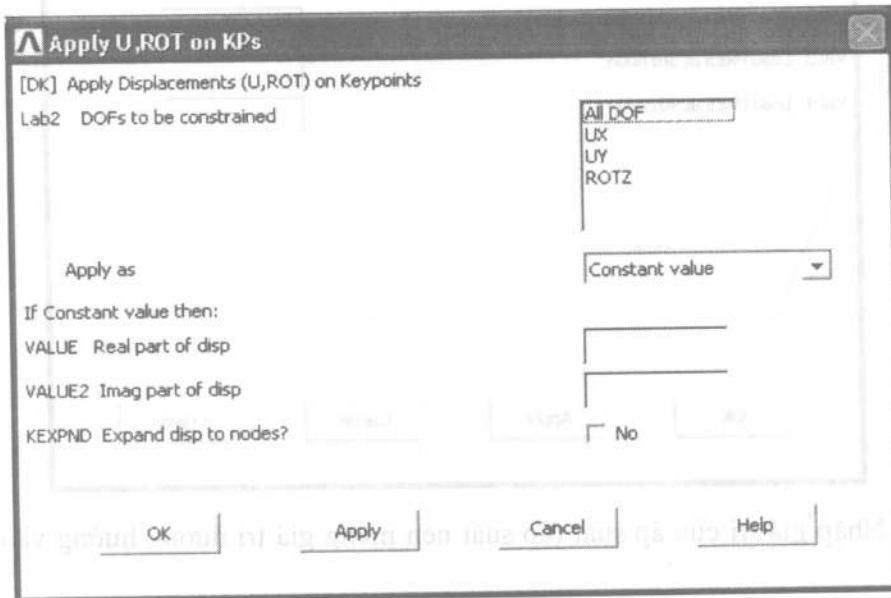 Apply U,ROT on KPs
[DK] Apply Displacements (U,ROT) on Keypoints
Lab2 DOFs to be constrained
All DOF
UX
UY
ROTZ
Apply as
Constant value
If Constant value then:
VALUE Real part of disp
VALUE2 Imag part of disp
KEXPND Expand disp to nodes?
No
OK
Apply
Cancel
Help